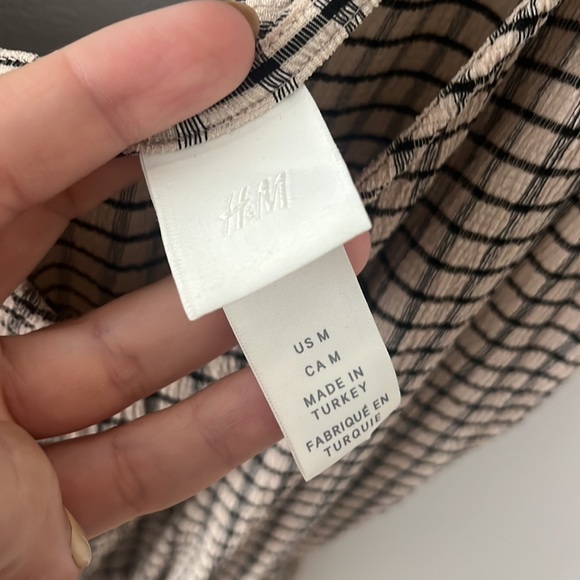 H&M
US M
CA M
MADE IN
TURKEY
FABRIQUÉ EN
TURQUIE